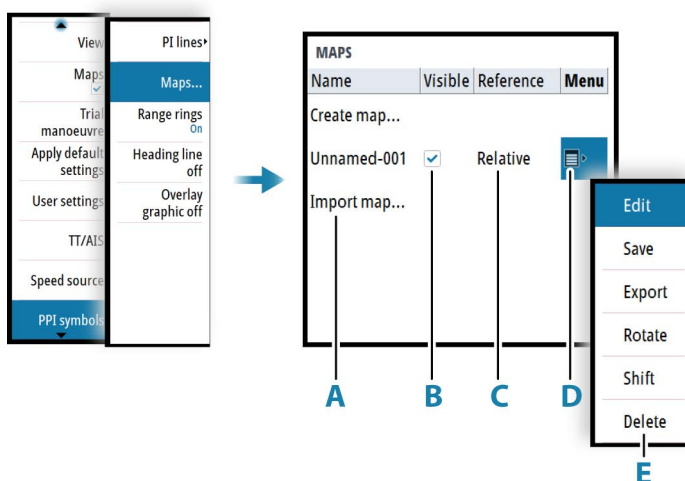 View
Maps
Trial
manoeuvre
Apply default
settings
User settings
TT/AIS
Speed source
PPI symbols
PI lines
Maps...
Range rings
On
Heading line
off
Overlay
graphic off
MAPS
Name Visible Reference Menu
Create map...
Unnamed-001 Relative
Import map...
Edit
Save
Export
Rotate
Shift
Delete
A B C D
E